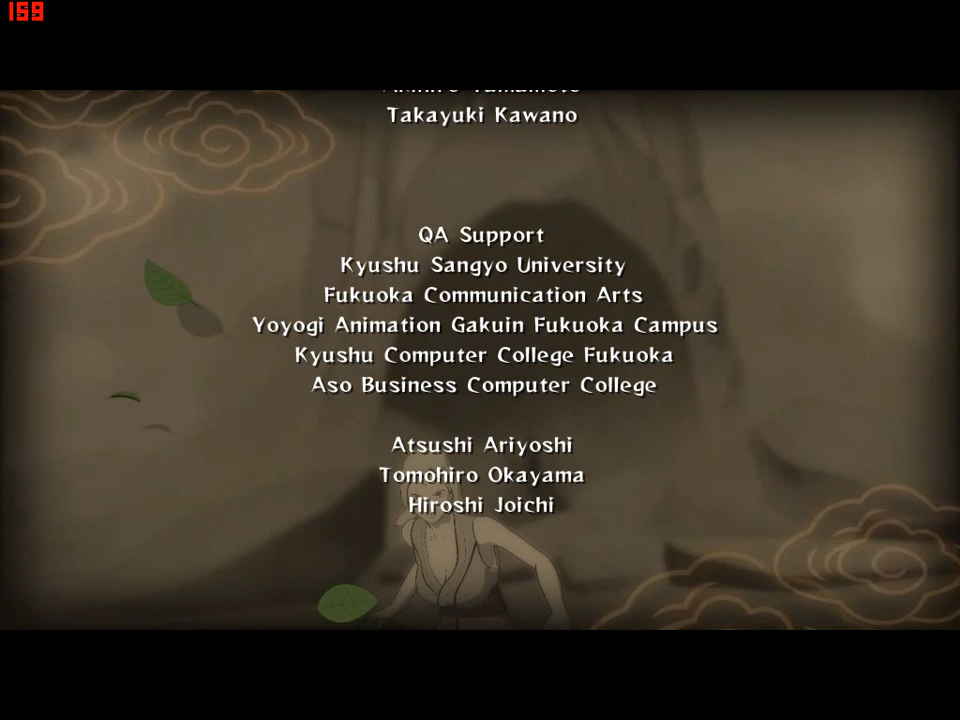 159
Takayuki Kawano
QA Support
Kyushu Sangyo University
Fukuoka Communication Arts
Yoyogi Animation Gakuin Fukuoka Campus
Kyushu Computer College Fukuoka
Aso Business Computer College
Atsushi Ariyoshi
Tomohiro Okayama
Hiroshi Joichi